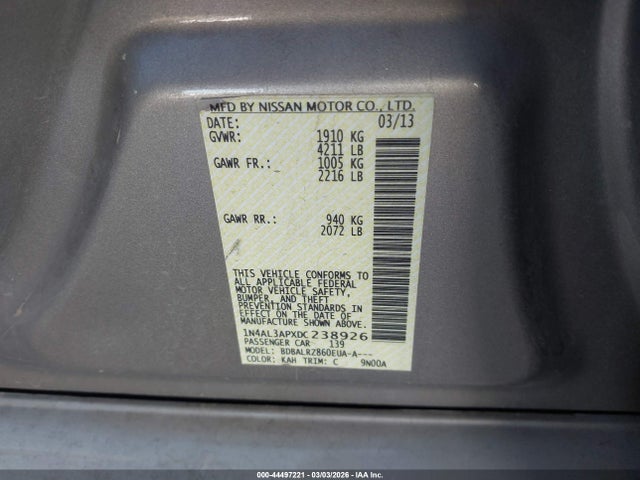 MFD BY NISSAN MOTOR CO., LTD.
DATE: 03/13
GVWR: 1910 KG
4211 LB
GAWR FR.: 1005 KG
2216 LB
GAWR RR.: 940 KG
2072 LB
THIS VEHICLE CONFORMS TO
ALL APPLICABLE FEDERAL
MOTOR VEHICLE SAFETY,
BUMPER, AND THEFT
PREVENTION STANDARDS IN
EFFECT ON THE DATE OF
MANUFACTURE SHOWN ABOVE.
1N4AL3APXDC238926
PASSENGER CAR 139
MODEL: BDBALRZ860EUA-A---
COLOR: KAH TRIM: C 9N00A
000-44497221 - 03/03/2026 - IAA Inc.